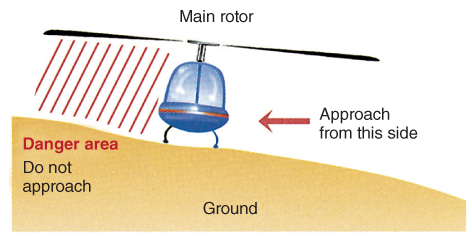 Main rotor
Approach
from this side
Danger area
Do not
approach
Ground